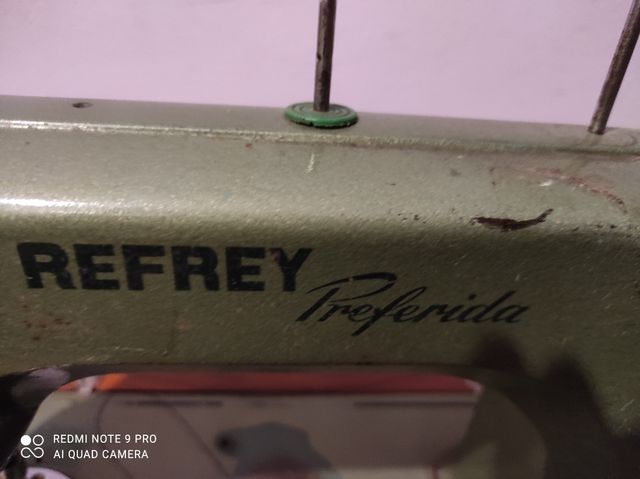 REFREY
Preferida
REDMI NOTE 9 PRO
AI QUAD CAMERA